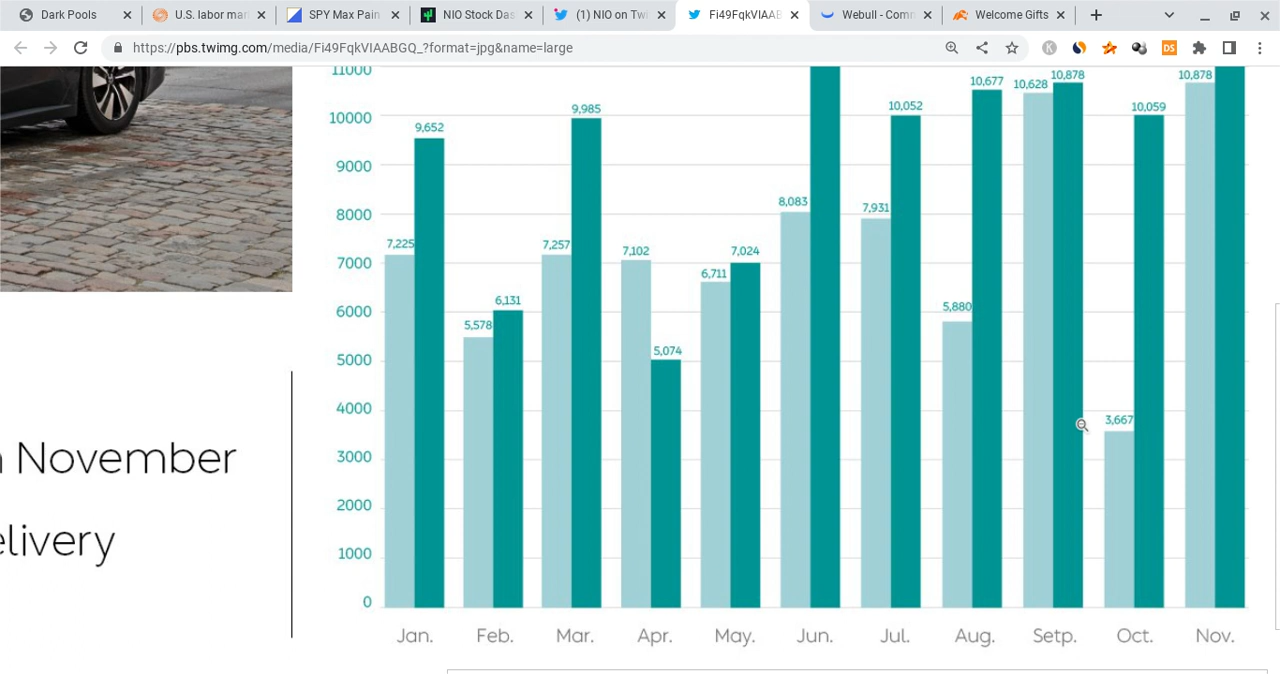 Dark Pools
U.S. labor mar
SPY Max Pain
NIO Stock Das
(1) NIO on Twi
Fi49FqkVIAAB
Webull - Comm
Welcome Gifts
https://pbs.twimg.com/media/Fi49FqkVIAABGQ_?format=jpg&name=large
K
DS
11000
10000
9000
8000
7000
6000
5000
4000
3000
2000
1000
0
7,225
9,652
5,578
6,131
7,257
9,985
7,102
5,074
6,711
7,024
8,083
7,931
10,052
5,880
10,677
10,628
10,878
3,667
10,059
10,878
Jan.
Feb.
Mar.
Apr.
May.
Jun.
Jul.
Aug.
Setp.
Oct.
Nov.
November
elivery